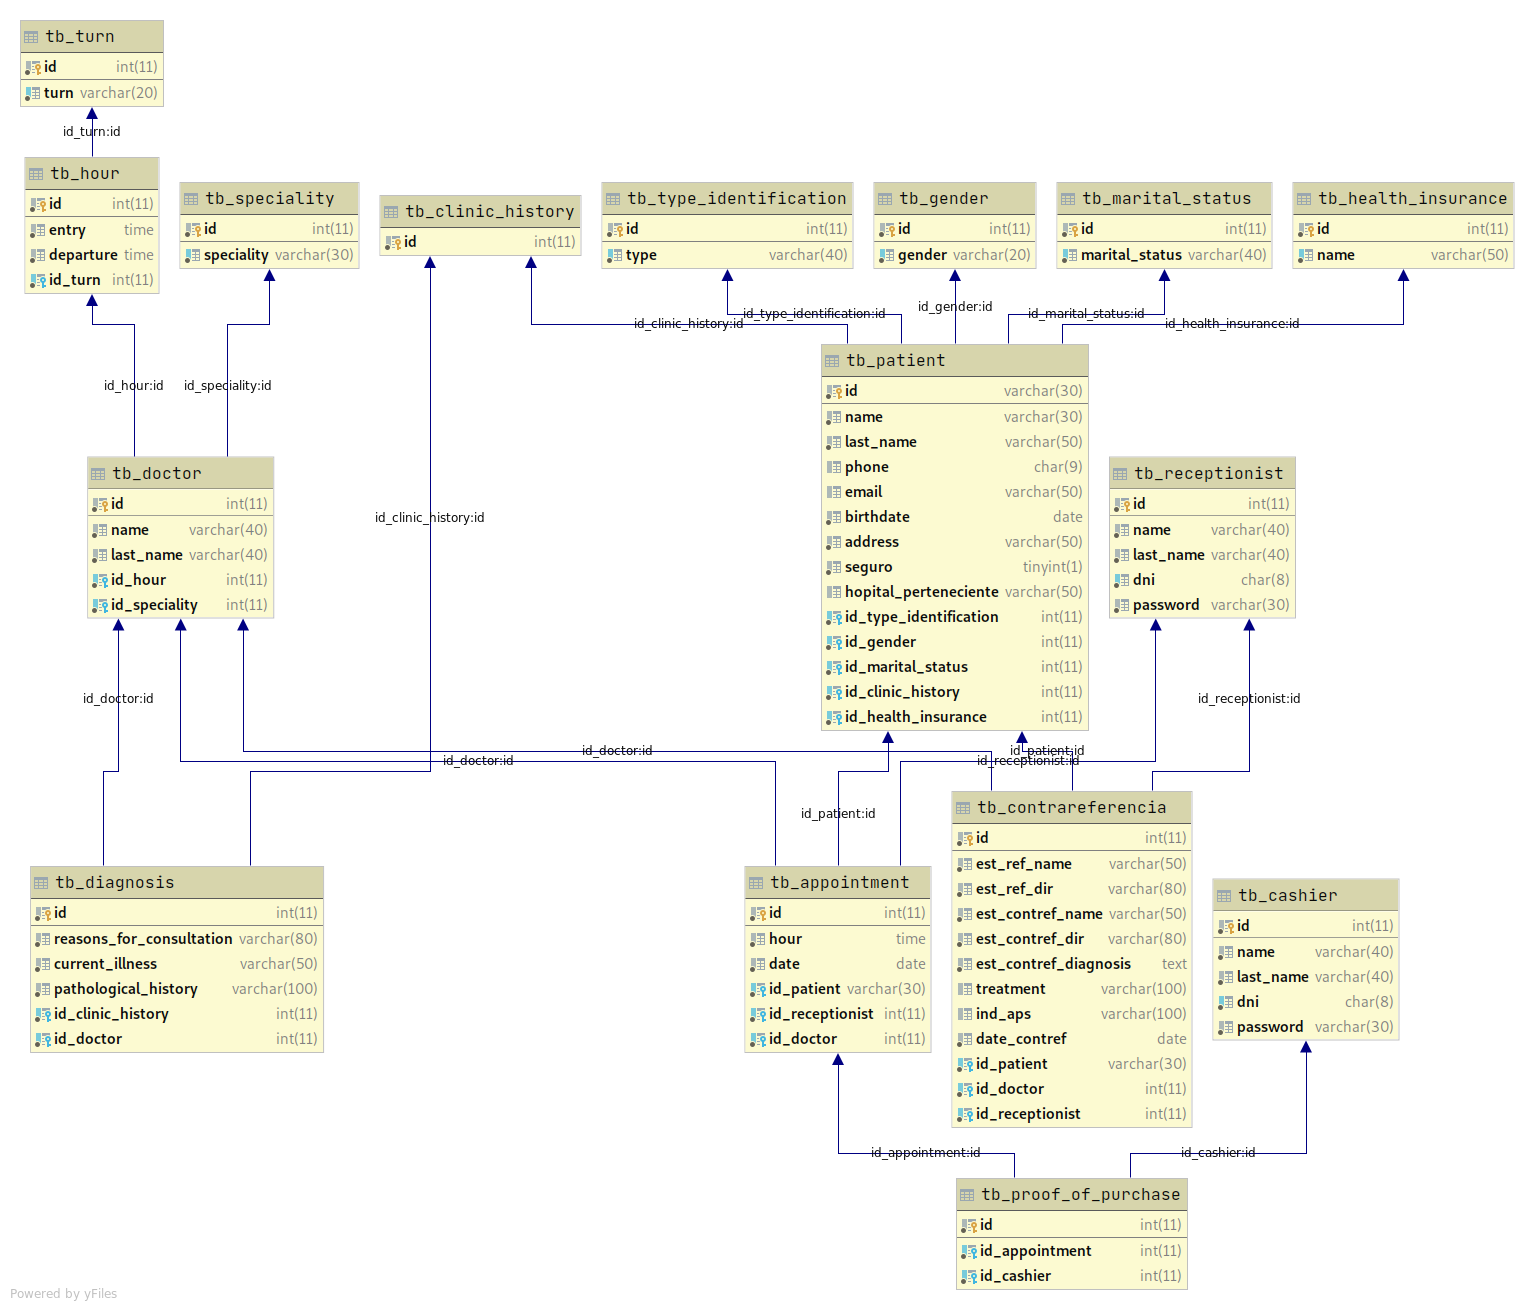 tb_turn
id int(11)
turn varchar(20)
id_turn:id
tb_hour
id int(11)
entry time
departure time
id_turn int(11)
tb_speciality
id int(11)
speciality varchar(30)
tb_clinic_history
id int(11)
tb_type_identification
id int(11)
type varchar(40)
tb_gender
id int(11)
gender varchar(20)
tb_marital_status
id int(11)
marital_status varchar(40)
tb_health_insurance
id int(11)
name varchar(50)
id_clinic_history:id
id_type_identification:id
id_gender:id
id_marital_status:id
id_health_insurance:id
id_hour:id
id_speciality:id
tb_patient
id varchar(30)
name varchar(30)
last_name varchar(50)
phone char(9)
email varchar(50)
birthdate date
address varchar(50)
seguro tinyint(1)
hopital_perteneciente varchar(50)
id_type_identification int(11)
id_gender int(11)
id_marital_status int(11)
id_clinic_history int(11)
id_health_insurance int(11)
tb_doctor
id int(11)
name varchar(40)
last_name varchar(40)
id_hour int(11)
id_speciality int(11)
id_clinic_history:id
tb_receptionist
id int(11)
name varchar(40)
last_name varchar(40)
dni char(8)
password varchar(30)
id_doctor:id
id_receptionist:id
id_doctor:id
id_doctor:id
id_patient:id
id_receptionist:id
id_patient:id
tb_diagnosis
id int(11)
reasons_for_consultation varchar(80)
current_illness varchar(50)
pathological_history varchar(100)
id_clinic_history int(11)
id_doctor int(11)
tb_appointment
id int(11)
hour time
date date
id_patient varchar(30)
id_receptionist int(11)
id_doctor int(11)
tb_contrareferencia
id int(11)
est_ref_name varchar(50)
est_ref_dir varchar(80)
est_contref_name varchar(50)
est_contref_dir varchar(80)
est_contref_diagnosis text
treatment varchar(100)
ind_aps varchar(100)
date_contref date
id_patient varchar(30)
id_doctor int(11)
id_receptionist int(11)
tb_cashier
id int(11)
name varchar(40)
last_name varchar(40)
dni char(8)
password varchar(30)
id_appointment:id
id_cashier:id
tb_proof_of_purchase
id int(11)
id_appointment int(11)
id_cashier int(11)
Powered by yFiles